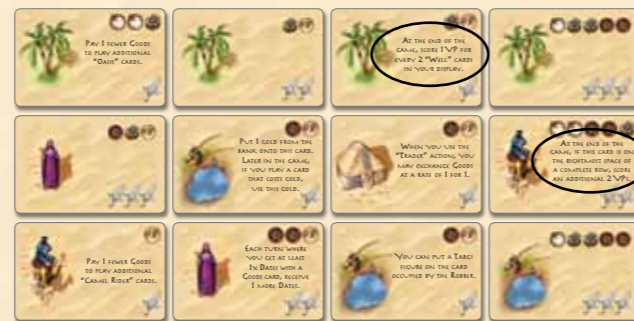 PAY 1 FEWER GOODS
TO PLAY ADDITIONAL
"OASIS" CARDS.
AT THE END OF THE
GAME, SCORE 1 VP FOR
EVERY 2 "WELL" CARDS
IN YOUR DISPLAY.
PUT 1 GOLD FROM THE
BANK ONTO THIS CARD.
LATER IN THE GAME,
IF YOU PLAY A CARD
THAT COSTS GOLD,
USE THIS GOLD.
WHEN YOU USE THE
"TRADER" ACTION, YOU
MAY EXCHANGE GOODS
AT A RATE OF 1 FOR 1.
AT THE END OF THE
GAME, IF THIS CARD IS ON
THE RIGHTMOST SPACE OF
A COMPLETE ROW, SCORE
AN ADDITIONAL 2 VPS.
PAY 1 FEWER GOODS
TO PLAY ADDITIONAL
"CAMEL RIDER" CARDS.
EACH TURN WHERE
YOU GET AT LEAST
1X DATES WITH A
GOODS CARD, RECEIVE
1 MORE DATES.
YOU CAN PUT A TARGI
FIGURE ON THE CARD
OCCUPIED BY THE ROBBER.